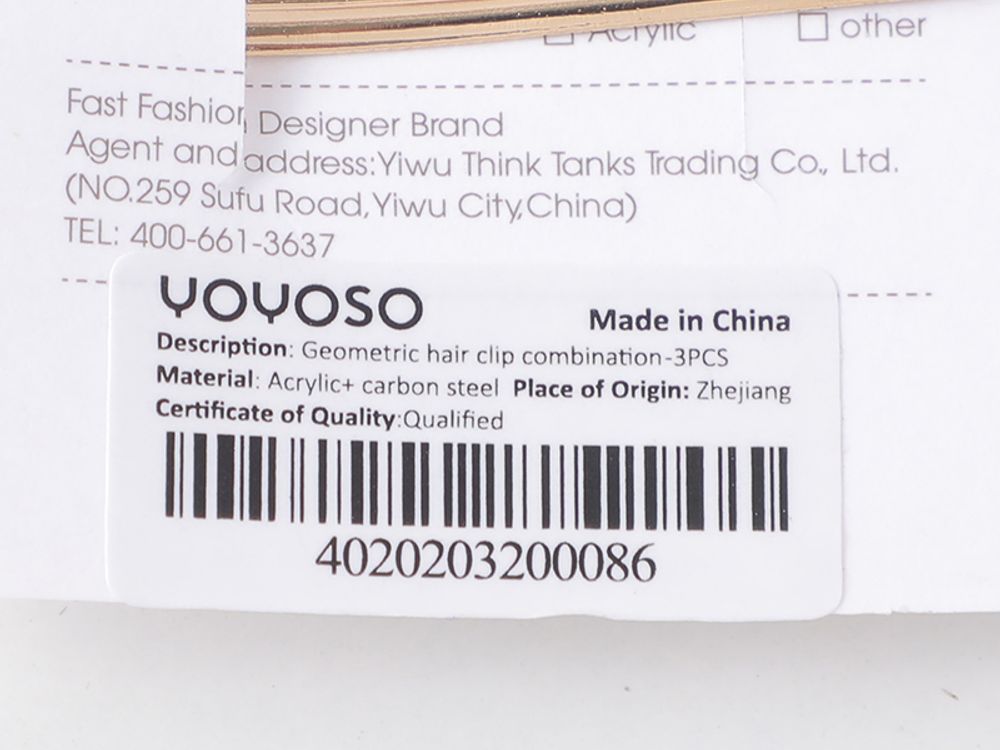 Acrylic other
Fast Fashion Designer Brand
Agent and address:Yiwu Think Tanks Trading Co., Ltd.
(NO.259 Sufu Road,Yiwu City,China)
TEL: 400-661-3637
YOYOSO
Made in China
Description: Geometric hair clip combination-3PCS
Material: Acrylic+ carbon steel Place of Origin: Zhejiang
Certificate of Quality:Qualified
4020203200086